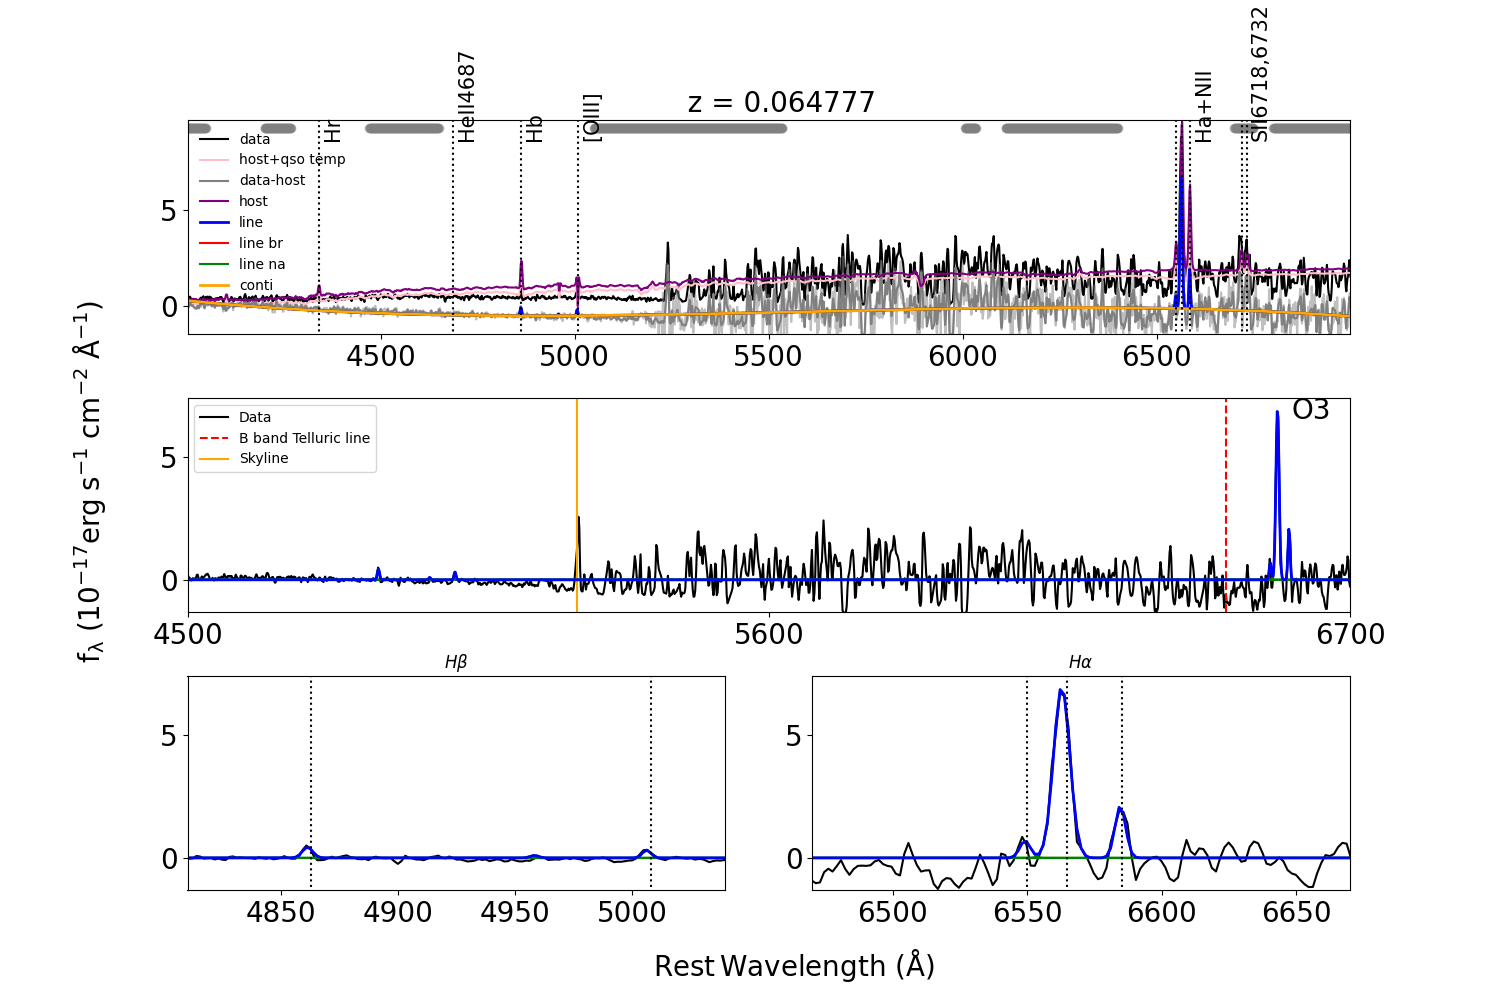 z = 0.064777
Hr
HeII4687
Hb
[OIII]
Ha+NII
SII6718,6732
data
host+qso temp
data-host
host
line
line br
line na
conti
5
0
4500
5000
5500
6000
6500
Data
B band Telluric line
Skyline
O3
5
0
4500
5600
6700
Hβ
5
0
4850
4900
4950
5000
Hα
5
0
6500
6550
6600
6650
fλ (10−17erg s−1 cm−2 Å−1)
Rest Wavelength (Å)